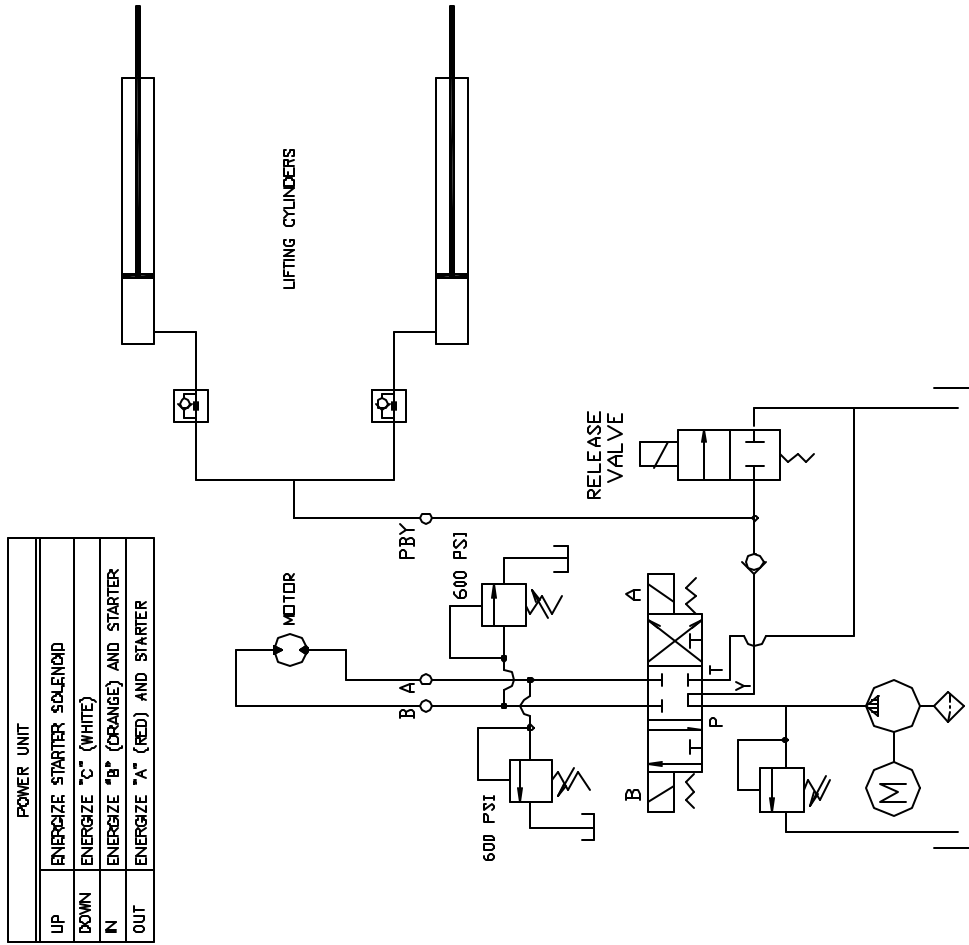 POWER UNIT
UP ENERGIZE STARTER SOLENOID
DOWN ENERGIZE "C" (WHITE)
IN ENERGIZE "B" (ORANGE) AND STARTER
OUT ENERGIZE "A" (RED) AND STARTER
LIFTING CYLINDERS
MOTOR
PBY
A
B
600 PSI
600 PSI
RELEASE
VALVE
A
B
T
Y
P
M